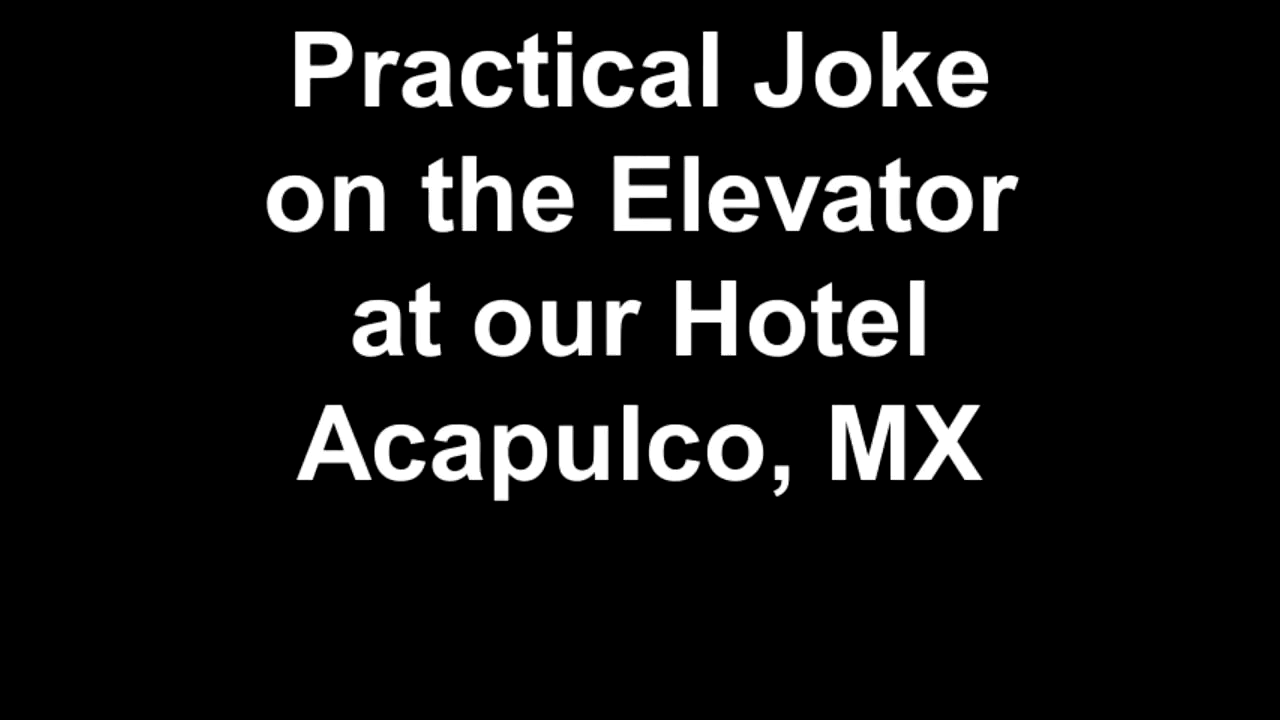 Practical Joke
on the Elevator
at our Hotel
Acapulco, MX